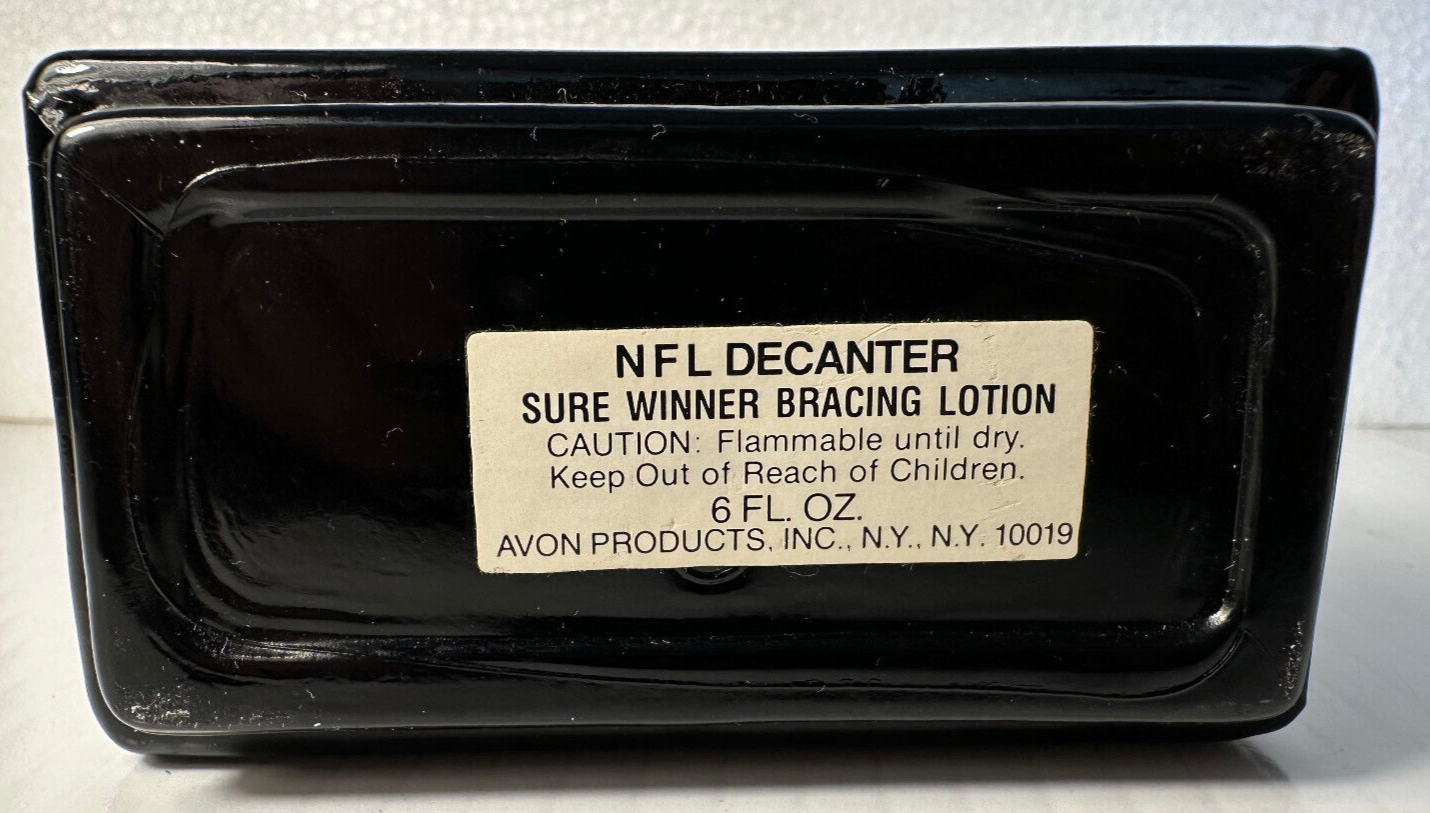 NFL DECANTER
SURE WINNER BRACING LOTION
CAUTION: Flammable until dry.
Keep Out of Reach of Children.
6 FL. OZ.
AVON PRODUCTS, INC., N.Y., N.Y. 10019